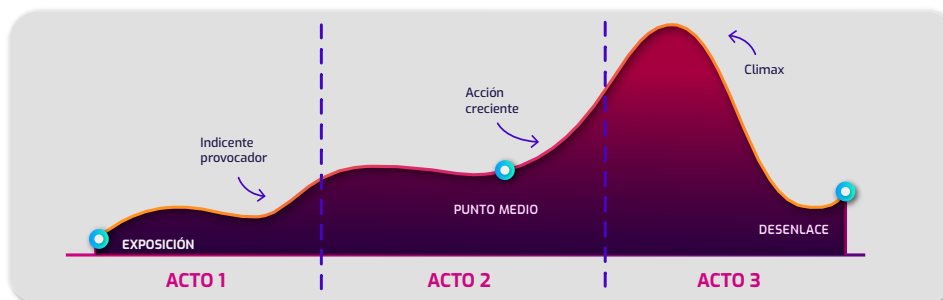 Climax
Acción
creciente
Indicente
provocador
PUNTO MEDIO
EXPOSICIÓN
DESENLACE
ACTO 1
ACTO 2
ACTO 3